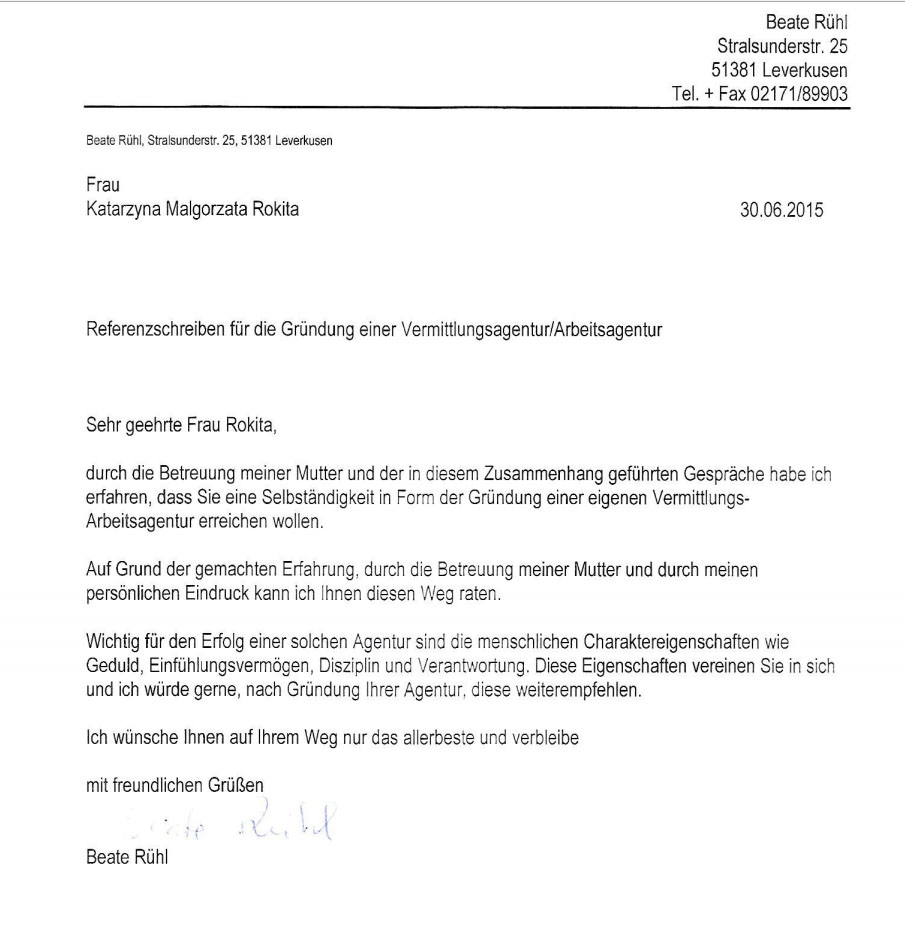 Beate Rühl
Stralsunderstr. 25
51381 Leverkusen
Tel. + Fax 02171/89903
Beate Rühl, Stralsunderstr. 25, 51381 Leverkusen
Frau
Katarzyna Malgorzata Rokita
30.06.2015
Referenzschreiben für die Gründung einer Vermittlungsagentur/Arbeitsagentur
Sehr geehrte Frau Rokita,
durch die Betreuung meiner Mutter und der in diesem Zusammenhang geführten Gespräche habe ich
erfahren, dass Sie eine Selbständigkeit in Form der Gründung einer eigenen Vermittlungs-
Arbeitsagentur erreichen wollen.
Auf Grund der gemachten Erfahrung, durch die Betreuung meiner Mutter und durch meinen
persönlichen Eindruck kann ich Ihnen diesen Weg raten.
Wichtig für den Erfolg einer solchen Agentur sind die menschlichen Charaktereigenschaften wie
Geduld, Einfühlungsvermögen, Disziplin und Verantwortung. Diese Eigenschaften vereinen Sie in sich
und ich würde gerne, nach Gründung Ihrer Agentur, diese weiterempfehlen.
Ich wünsche Ihnen auf Ihrem Weg nur das allerbeste und verbleibe
mit freundlichen Grüßen
Beate Rühl
Beate Rühl